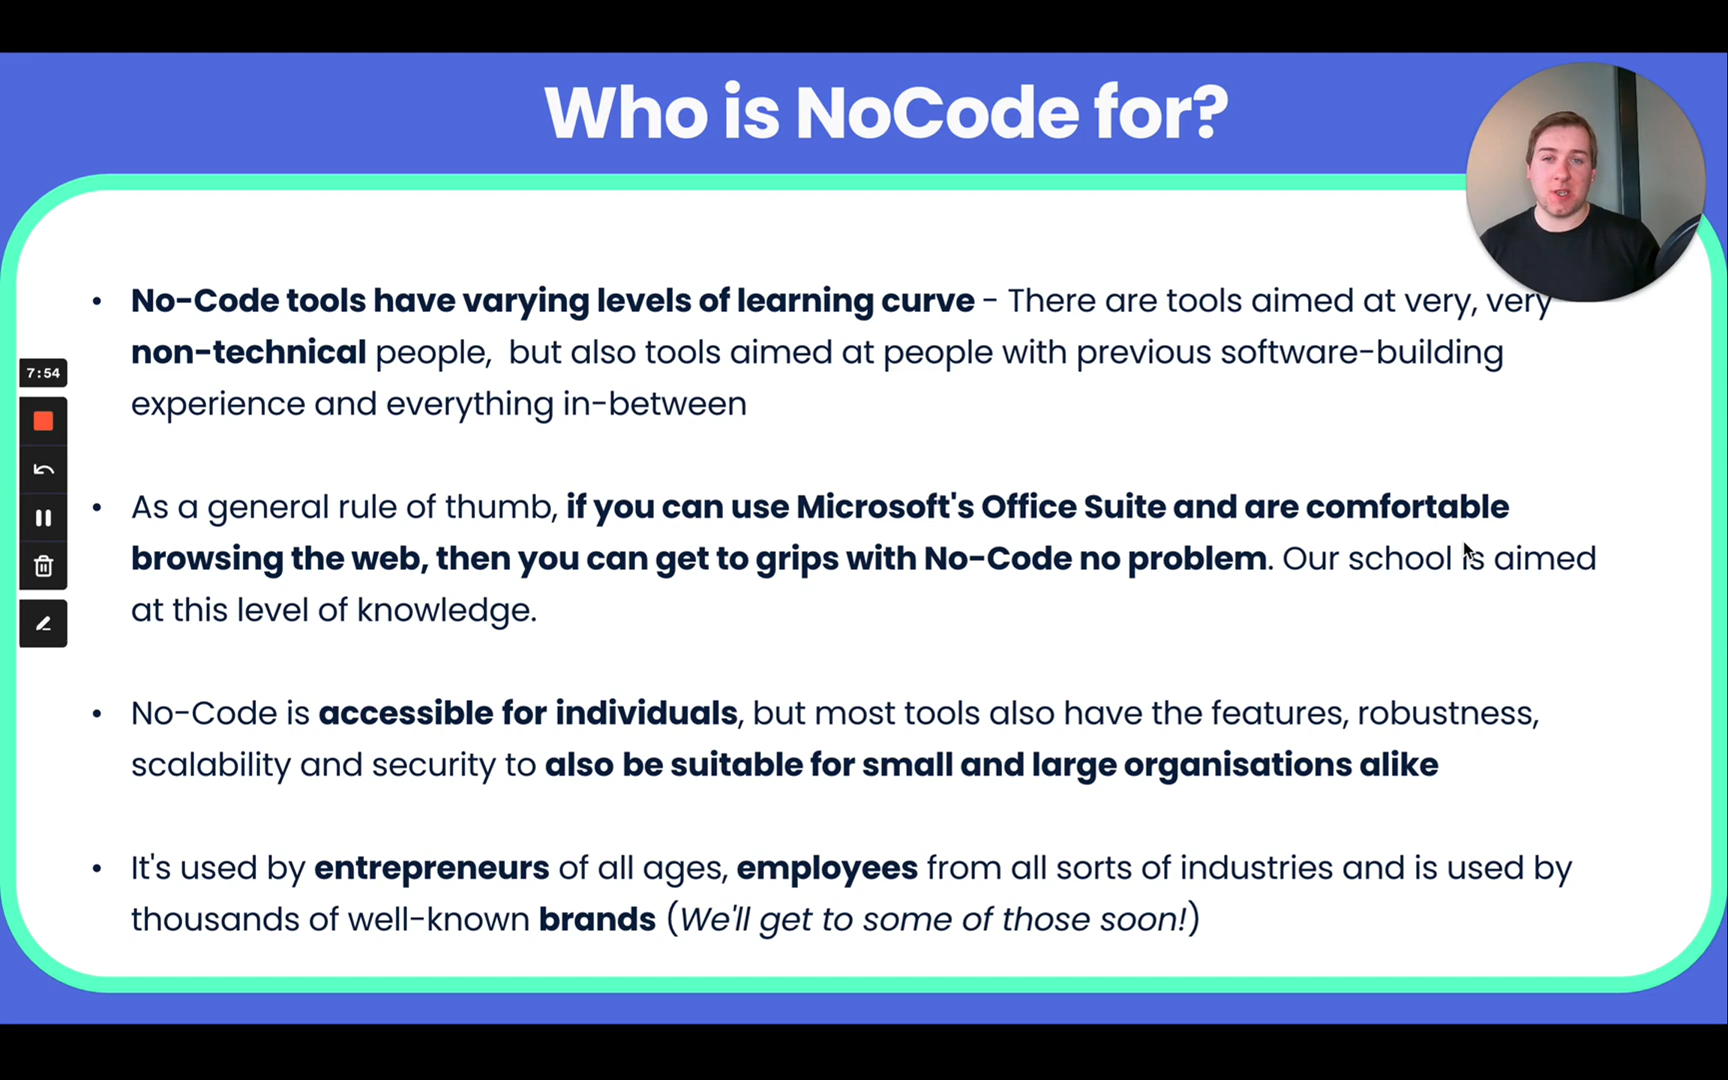 Who is NoCode for?
• No-Code tools have varying levels of learning curve - There are tools aimed at very, very
non-technical people, but also tools aimed at people with previous software-building
experience and everything in-between
7:54
• As a general rule of thumb, if you can use Microsoft's Office Suite and are comfortable
browsing the web, then you can get to grips with No-Code no problem. Our school is aimed
at this level of knowledge.
• No-Code is accessible for individuals, but most tools also have the features, robustness,
scalability and security to also be suitable for small and large organisations alike
• It's used by entrepreneurs of all ages, employees from all sorts of industries and is used by
thousands of well-known brands (We'll get to some of those soon!)